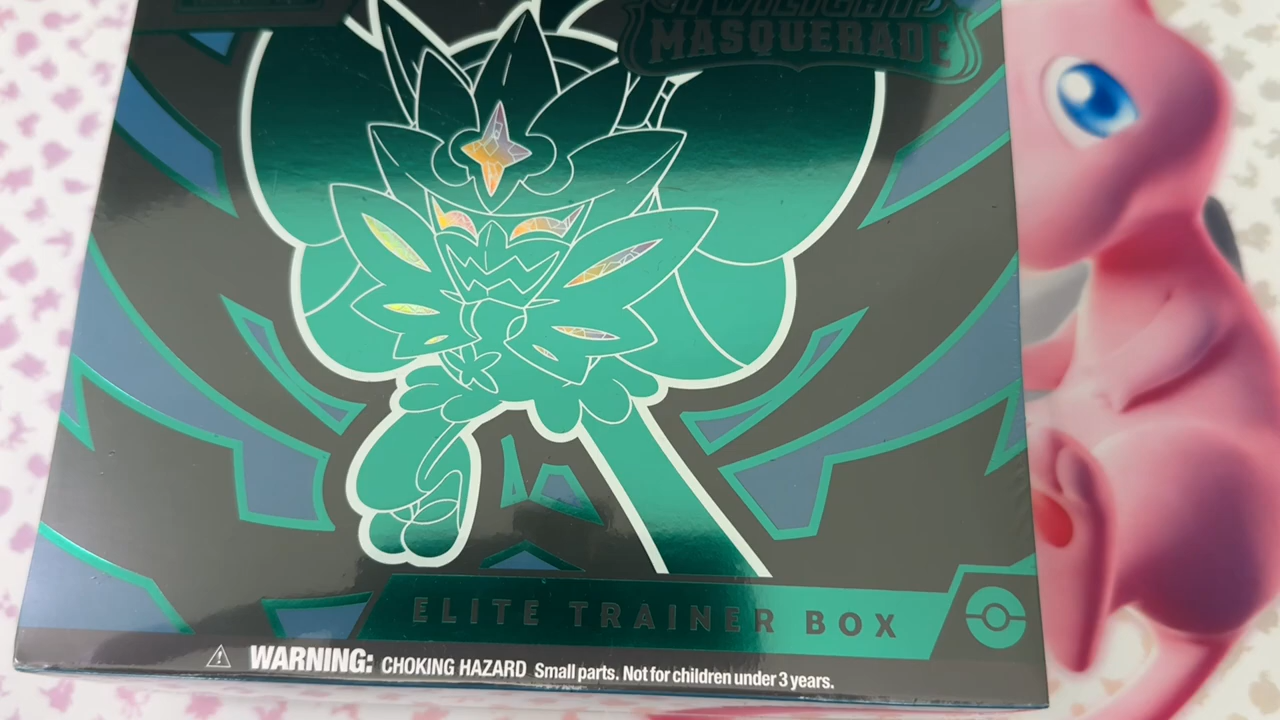 MASQUERADE
ELITE TRAINER BOX
WARNING: CHOKING HAZARD Small parts. Not for children under 3 years.